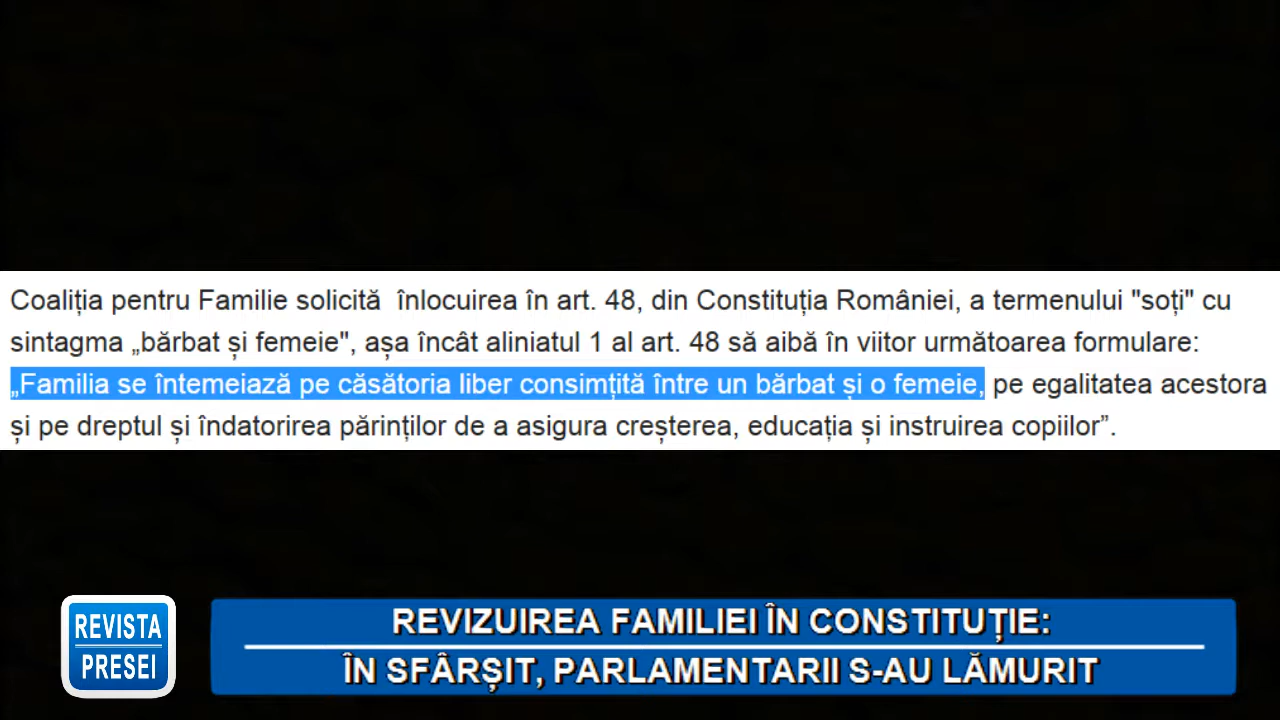 Coaliția pentru Familie solicită  înlocuirea în art. 48, din Constituția României, a termenului "soți" cu
sintagma „bărbat și femeie", așa încât aliniatul 1 al art. 48 să aibă în viitor următoarea formulare:
„Familia se întemeiază pe căsătoria liber consimțită între un bărbat și o femeie, pe egalitatea acestora
și pe dreptul și îndatorirea părinților de a asigura creșterea, educația și instruirea copiilor”.
REVISTA
PRESEI
REVIZUIREA FAMILIEI ÎN CONSTITUȚIE:
ÎN SFÂRȘIT, PARLAMENTARII S-AU LĂMURIT